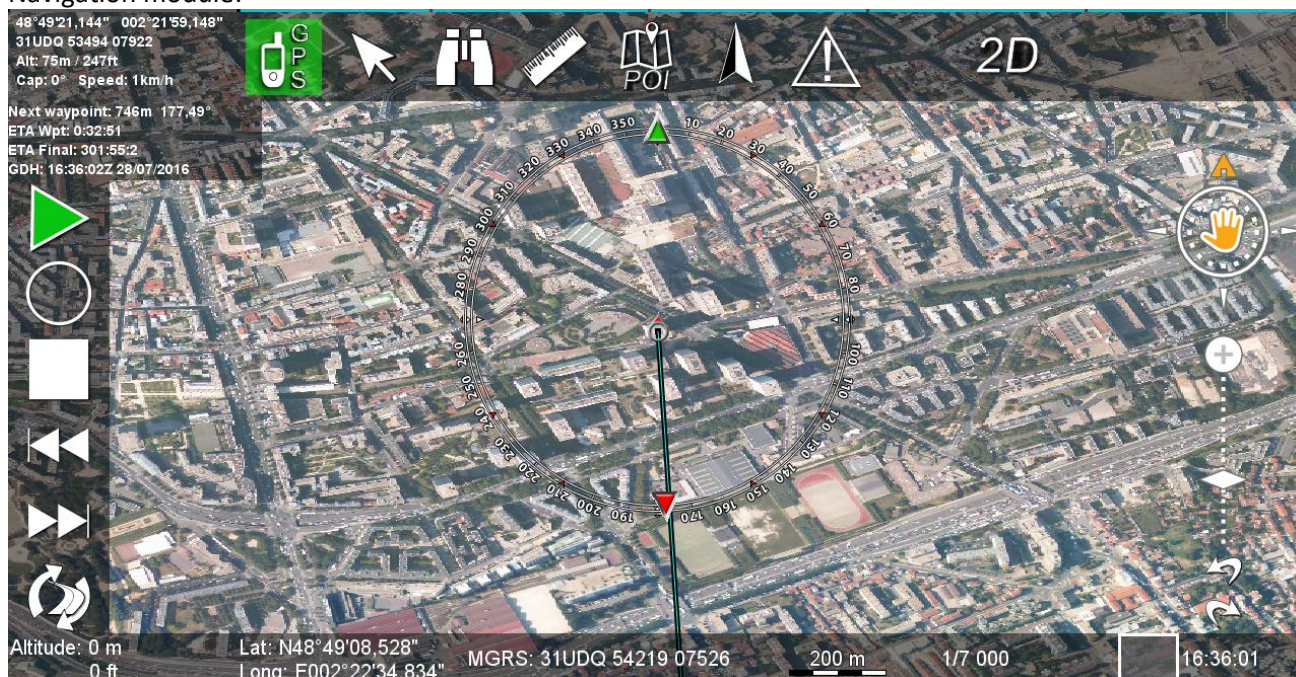 Navigation module:
48°49'21,144" 002°21'59,148"
31UDQ 53494 07922
Alt: 75m / 247ft
Cap: 0° Speed: 1km/h
Next waypoint: 746m 177,49°
ETA Wpt: 0:32:51
ETA Final: 301:55:2
GDH: 16:36:02Z 28/07/2016
GPS
POI
2D
350
10
20
30
40
50
60
70
80
100
110
120
130
140
150
160
170
190
200
210
220
230
240
250
260
280
290
300
310
320
330
340
Altitude: 0 m
0 ft
Lat: N48°49'08,528"
Long: E002°22'34,834"
MGRS: 31UDQ 54219 07526
200 m
1/7 000
16:36:01